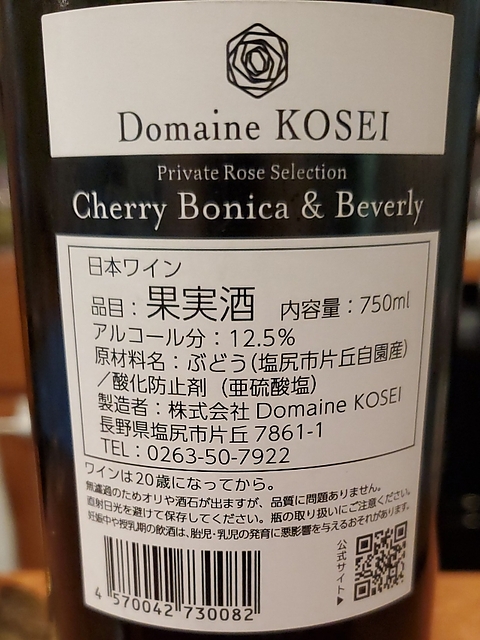 Domaine KOSEI
Private Rose Selection
Cherry Bonica & Beverly
日本ワイン
品目：果実酒 内容量：750ml
アルコール分：12.5%
原材料名：ぶどう(塩尻市片丘自園産)
／酸化防止剤（亜硫酸塩）
製造者：株式会社 Domaine KOSEI
長野県塩尻市片丘 7861-1
TEL：0263-50-7922
ワインは20歳になってから。
無濾過のためオリや酒石が出ますが、品質に問題ありません。
直射日光を避けて保存してください。瓶の取り扱いにご注意ください。
妊娠中や授乳期の飲酒は、胎児・乳児の発育に悪影響を与えるおそれがあります。
公式サイト▶
4 570042 730082